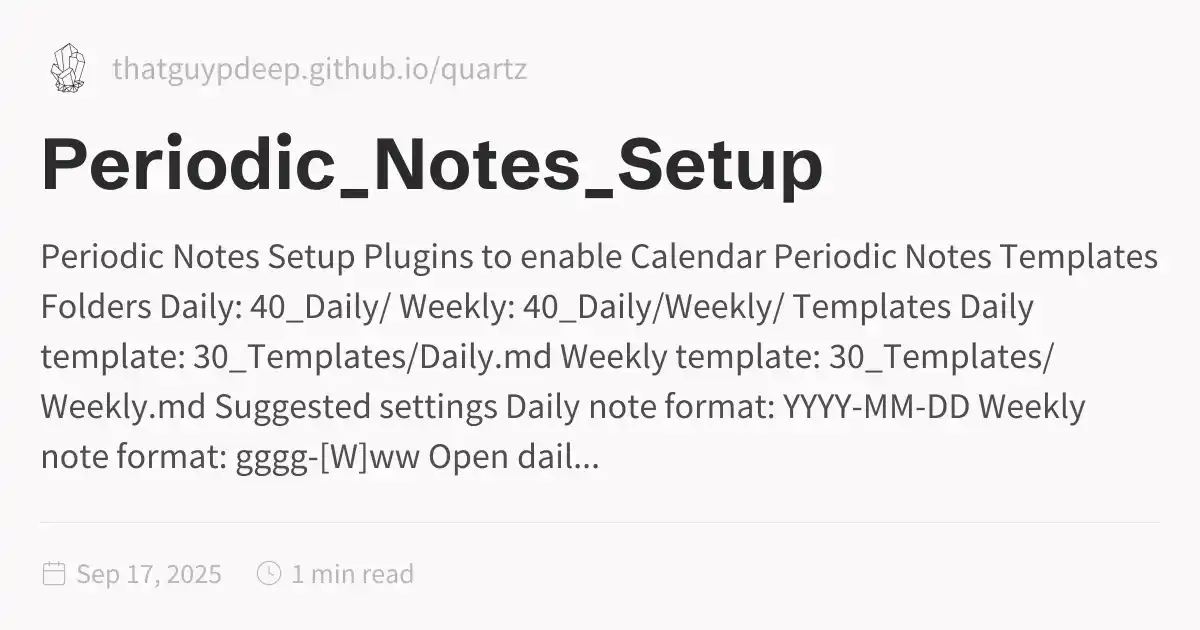 thatguypdeep.github.io/quartz
Periodic_Notes_Setup
Periodic Notes Setup Plugins to enable Calendar Periodic Notes Templates
Folders Daily: 40_Daily/ Weekly: 40_Daily/Weekly/ Templates Daily
template: 30_Templates/Daily.md Weekly template: 30_Templates/
Weekly.md Suggested settings Daily note format: YYYY-MM-DD Weekly
note format: gggg-[W]ww Open dail...
Sep 17, 2025 1 min read